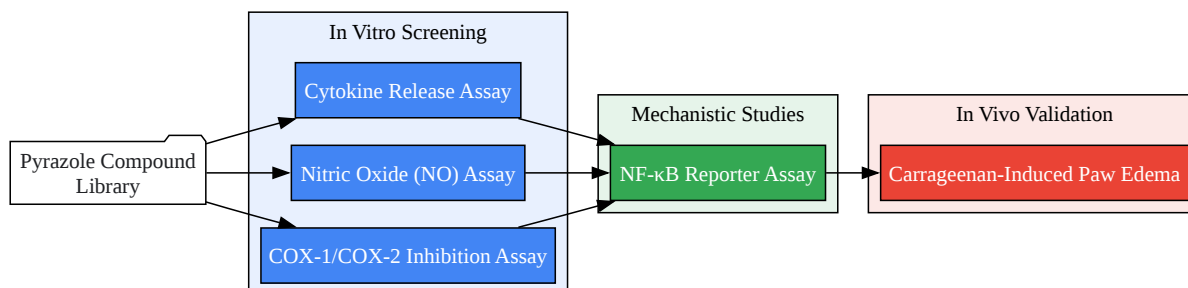 Pyrazole Compound
Library
In Vitro Screening
Cytokine Release Assay
Nitric Oxide (NO) Assay
COX-1/COX-2 Inhibition Assay
Mechanistic Studies
NF-κB Reporter Assay
In Vivo Validation
Carrageenan-Induced Paw Edema